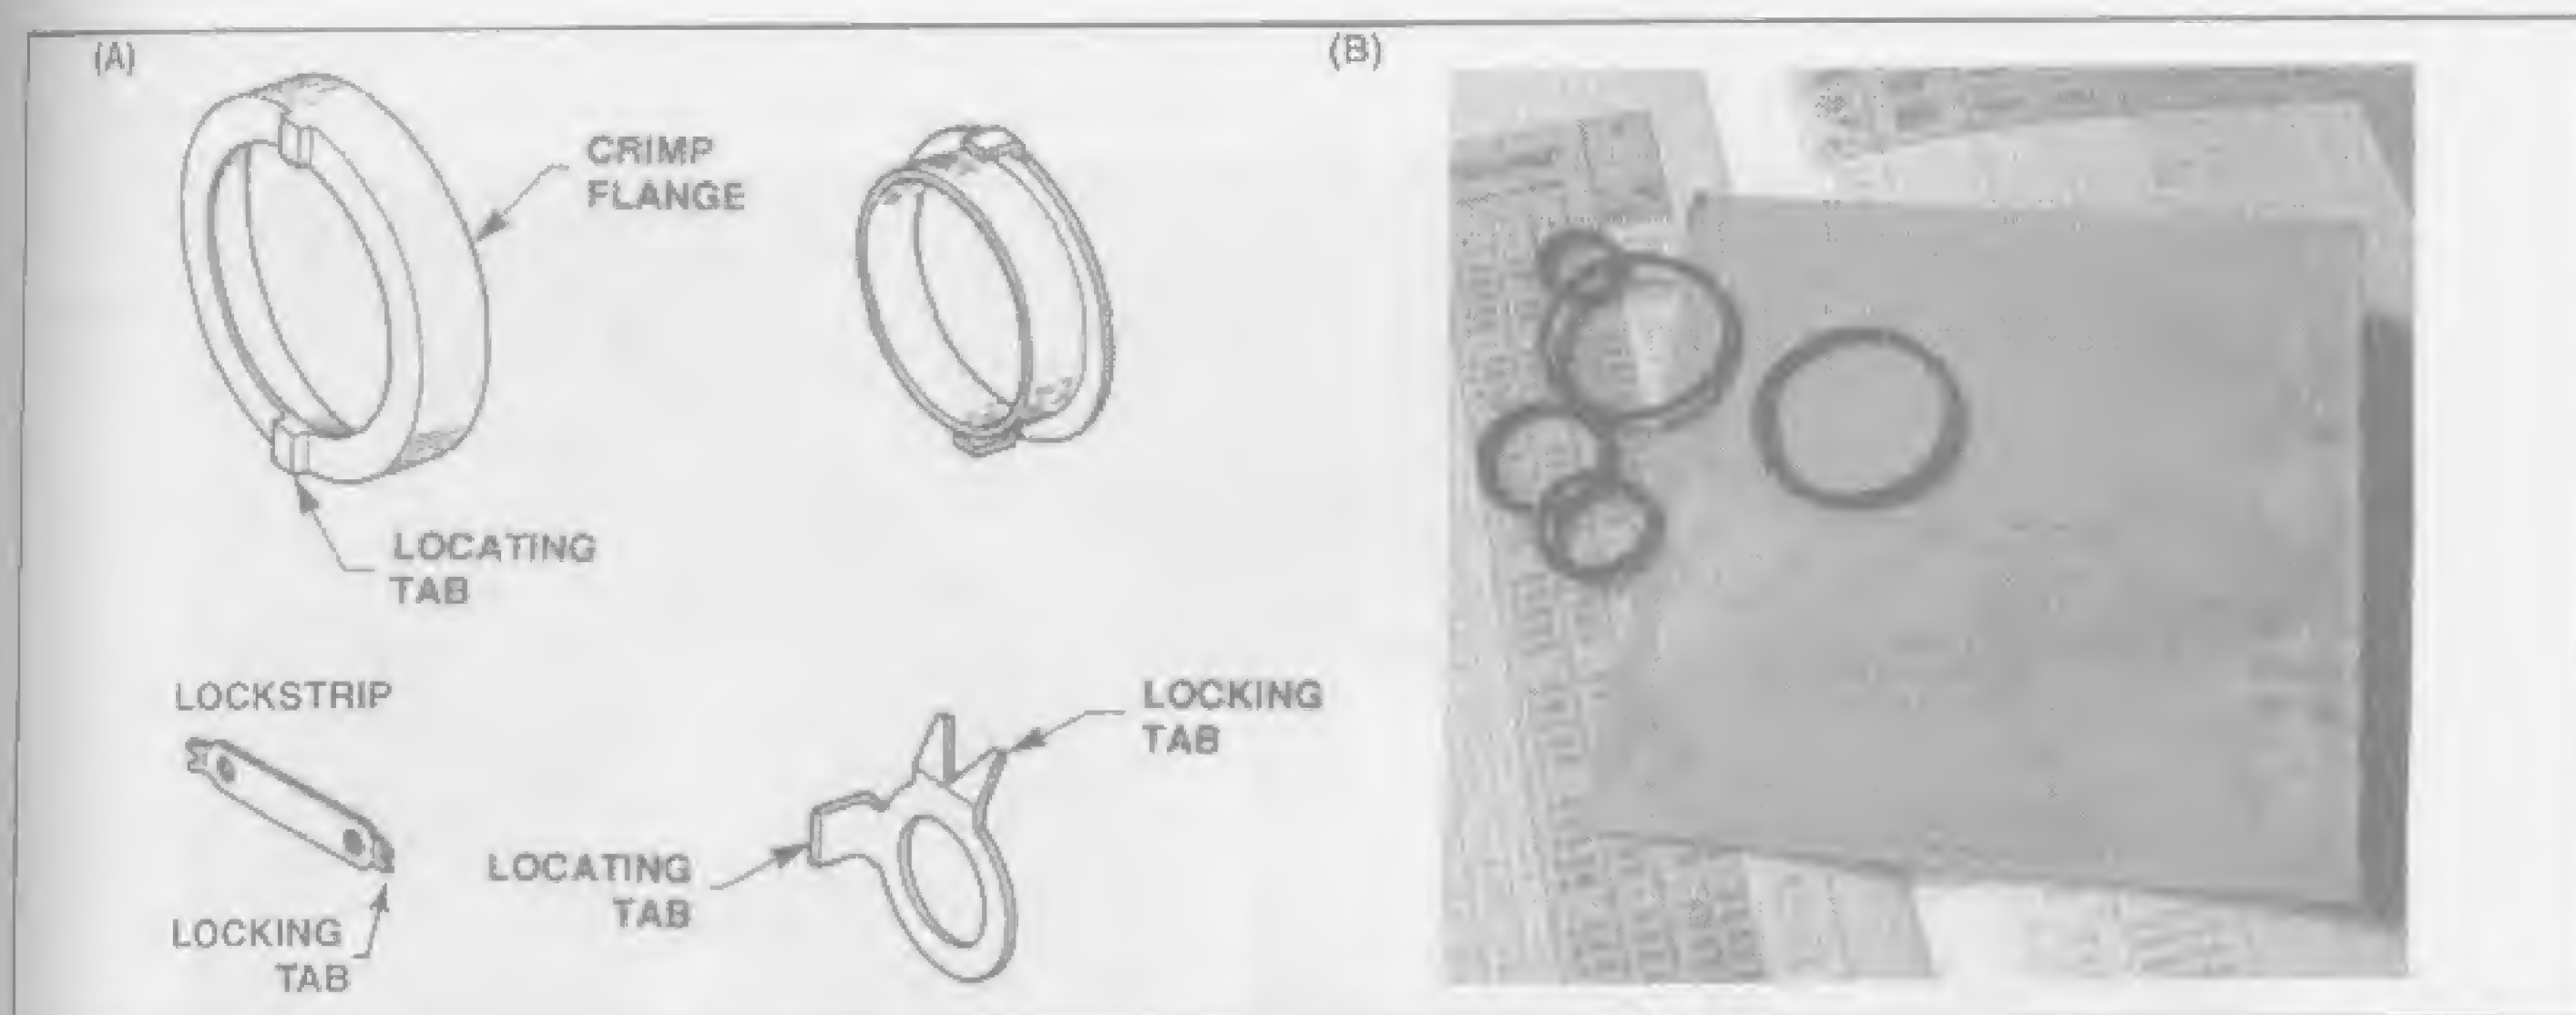 (A)
(B)
CRIMP
FLANGE
LOCATING
TAB
LOCKSTRIP
LOCKING
TAB
LOCATING
TAB
LOCKING
TAB